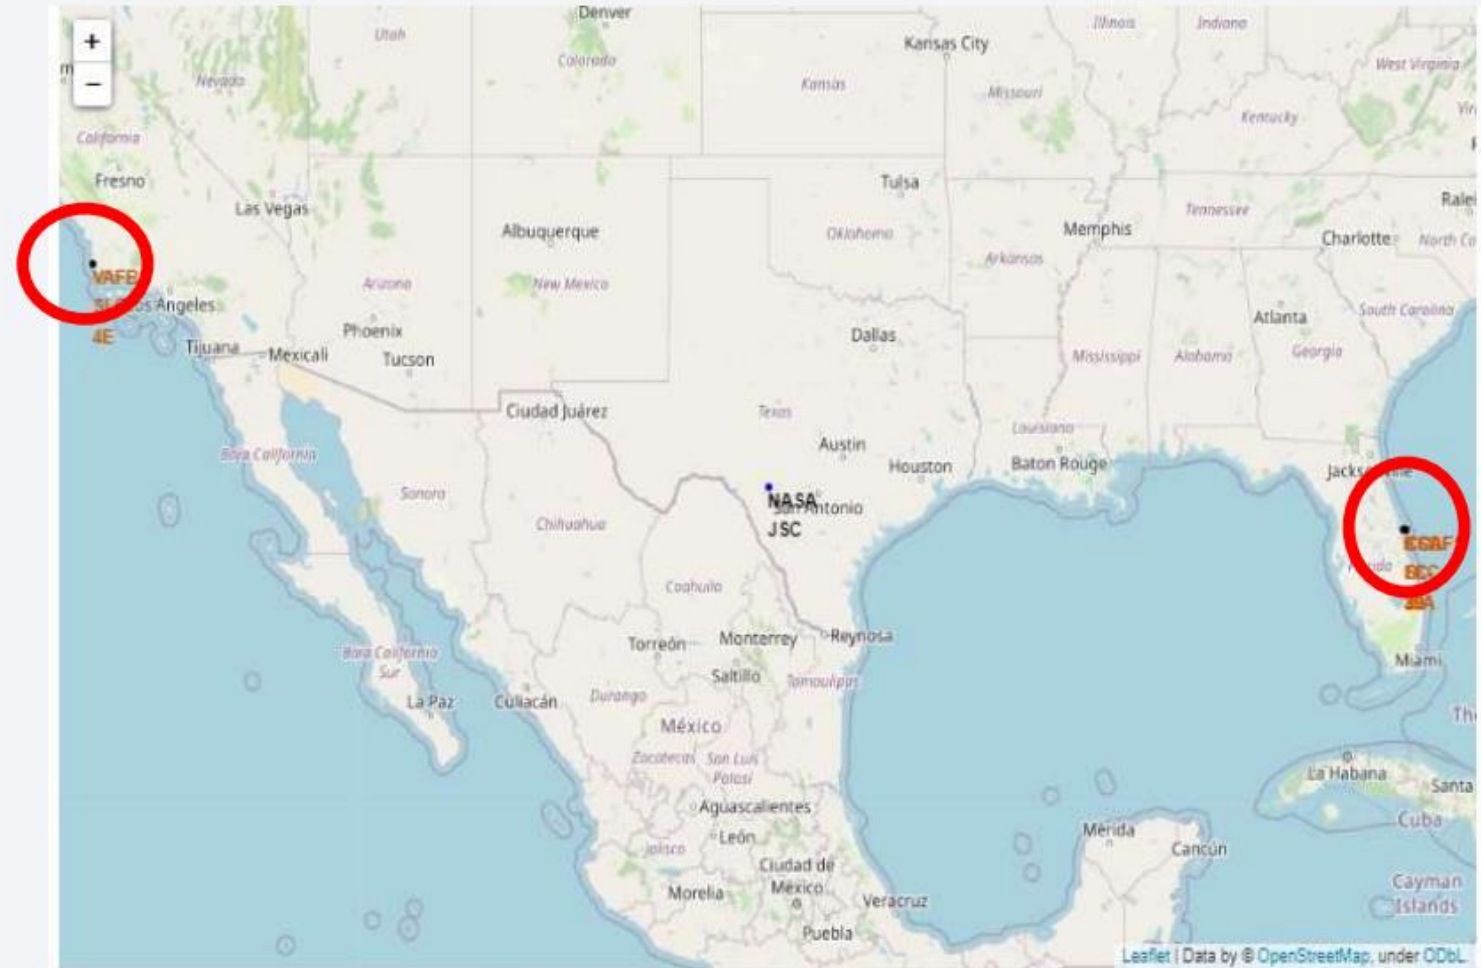 Denver
Utah
Illinois
Indiana
+
Kansas City
Colorado
West Virginia
−
Nevada
Kansas
Missouri
Kentucky
California
Fresno
Tulsa
Las Vegas
Tennessee
Albuquerque
Memphis
Charlotte
Oklahoma
Arkansas
VAFB
Arizona
New Mexico
Los Angeles
South Carolina
Atlanta
Phoenix
4E
Dallas
Tijuana
Mexicali
Tucson
Mississippi
Alabama
Georgia
Ciudad Juárez
Texas
Louisiana
Austin
Baja California
Houston
Baton Rouge
Sonora
NASA
San Antonio
Chihuahua
JSC
Coahuila
Torreón
Monterrey
Reynosa
Baja California
Sur
Saltillo
Tamaulipas
Miami
La Paz
Culiacán
Durango
México
Zacatecas
San Luis
Potosí
La Habana
Santa
Aguascalientes
Cuba
León
Mérida
Cancún
Jalisco
Ciudad de
México
Morelia
Veracruz
Cayman
Islands
Puebla
Leaflet | Data by © OpenStreetMap, under ODbL.